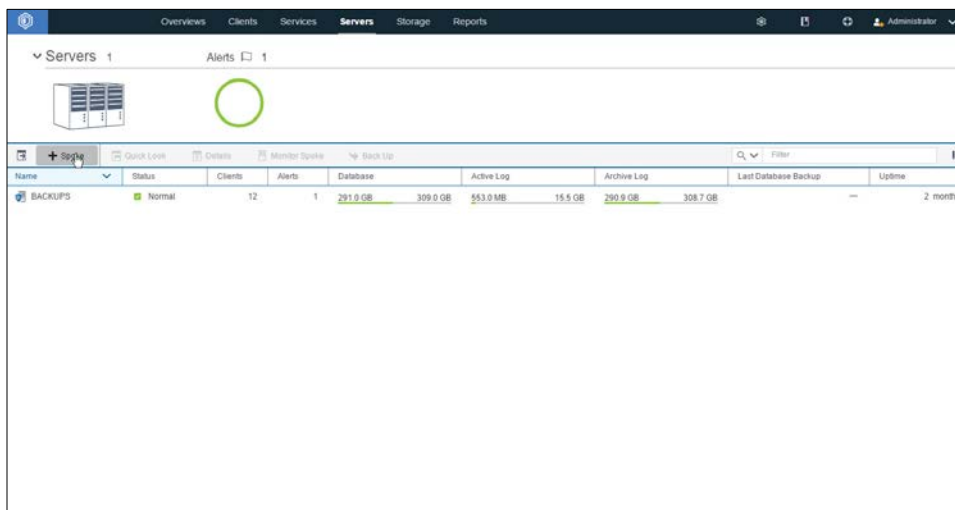 Overviews Clients Services Servers Storage Reports Administrator
Servers 1 Alerts 1
+ Spoke Quick Look Details Monitor Spoke Back Up Filter
Name Status Clients Alerts Database Active Log Archive Log Last Database Backup Uptime
BACKUPS Normal 12 1 291.0 GB 309.0 GB 553.0 MB 15.5 GB 290.9 GB 308.7 GB — 2 month